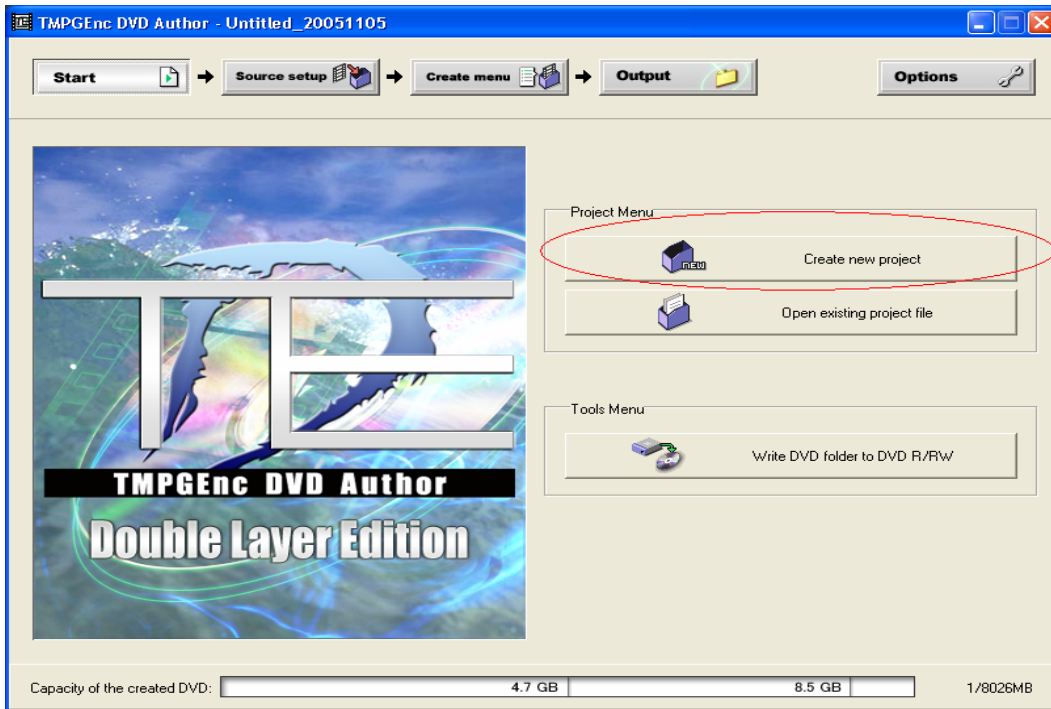 TMPGEnc DVD Author - Untitled_20051105
Start
Source setup
Create menu
Output
Options
Project Menu
NEW
Create new project
Open existing project file
Tools Menu
Write DVD folder to DVD R/RW
TDE
TMPGEnc DVD Author
Double Layer Edition
Capacity of the created DVD:
4.7 GB
8.5 GB
1/8026MB